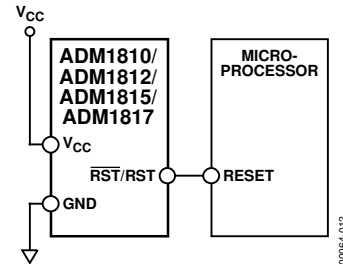 VCC
ADM1810/
ADM1812/
ADM1815/
ADM1817
VCC
RST/RST
GND
MICRO-
PROCESSOR
RESET
00064-012